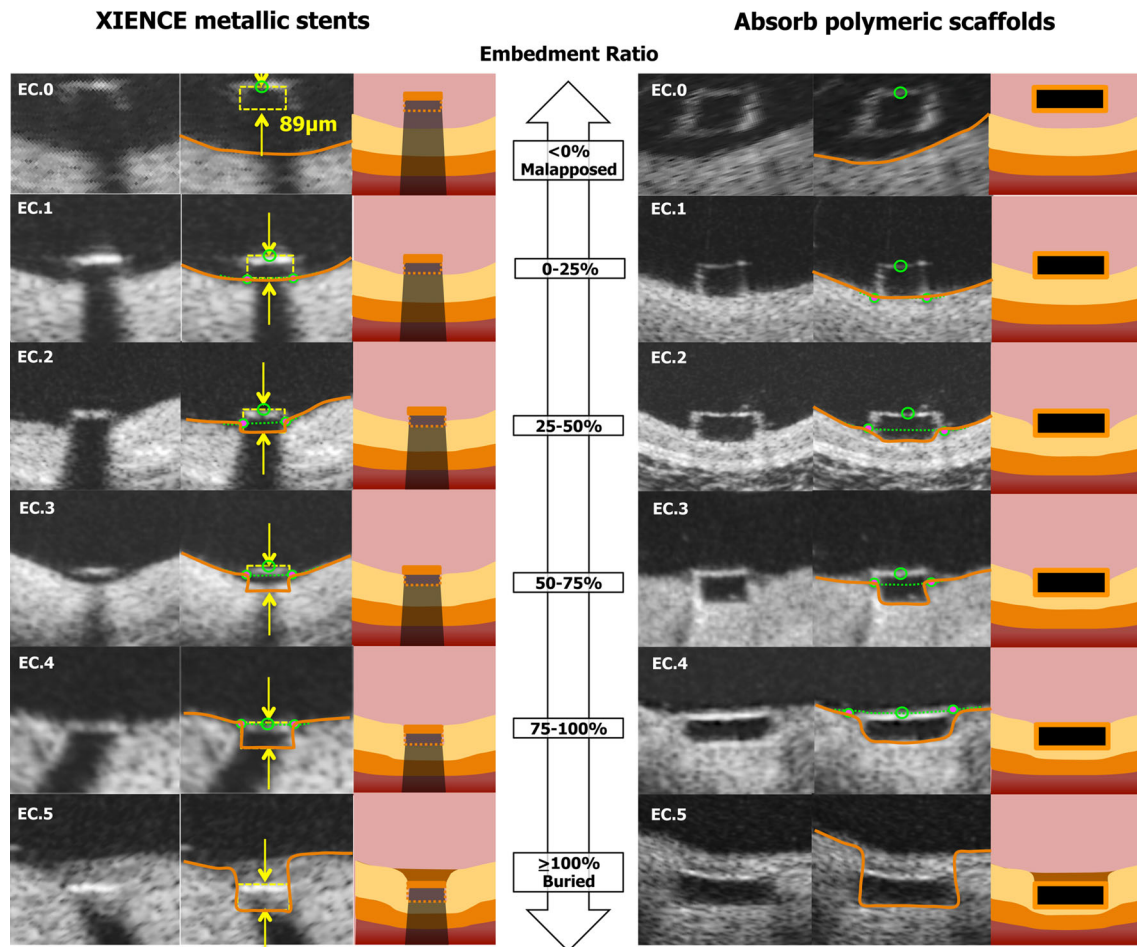 XIENCE metallic stents
Absorb polymeric scaffolds
Embedment Ratio
EC.0
89µm
<0%
Malapposed
EC.0
EC.1
0-25%
EC.1
EC.2
25-50%
EC.2
EC.3
50-75%
EC.3
EC.4
75-100%
EC.4
EC.5
≥100%
Buried
EC.5